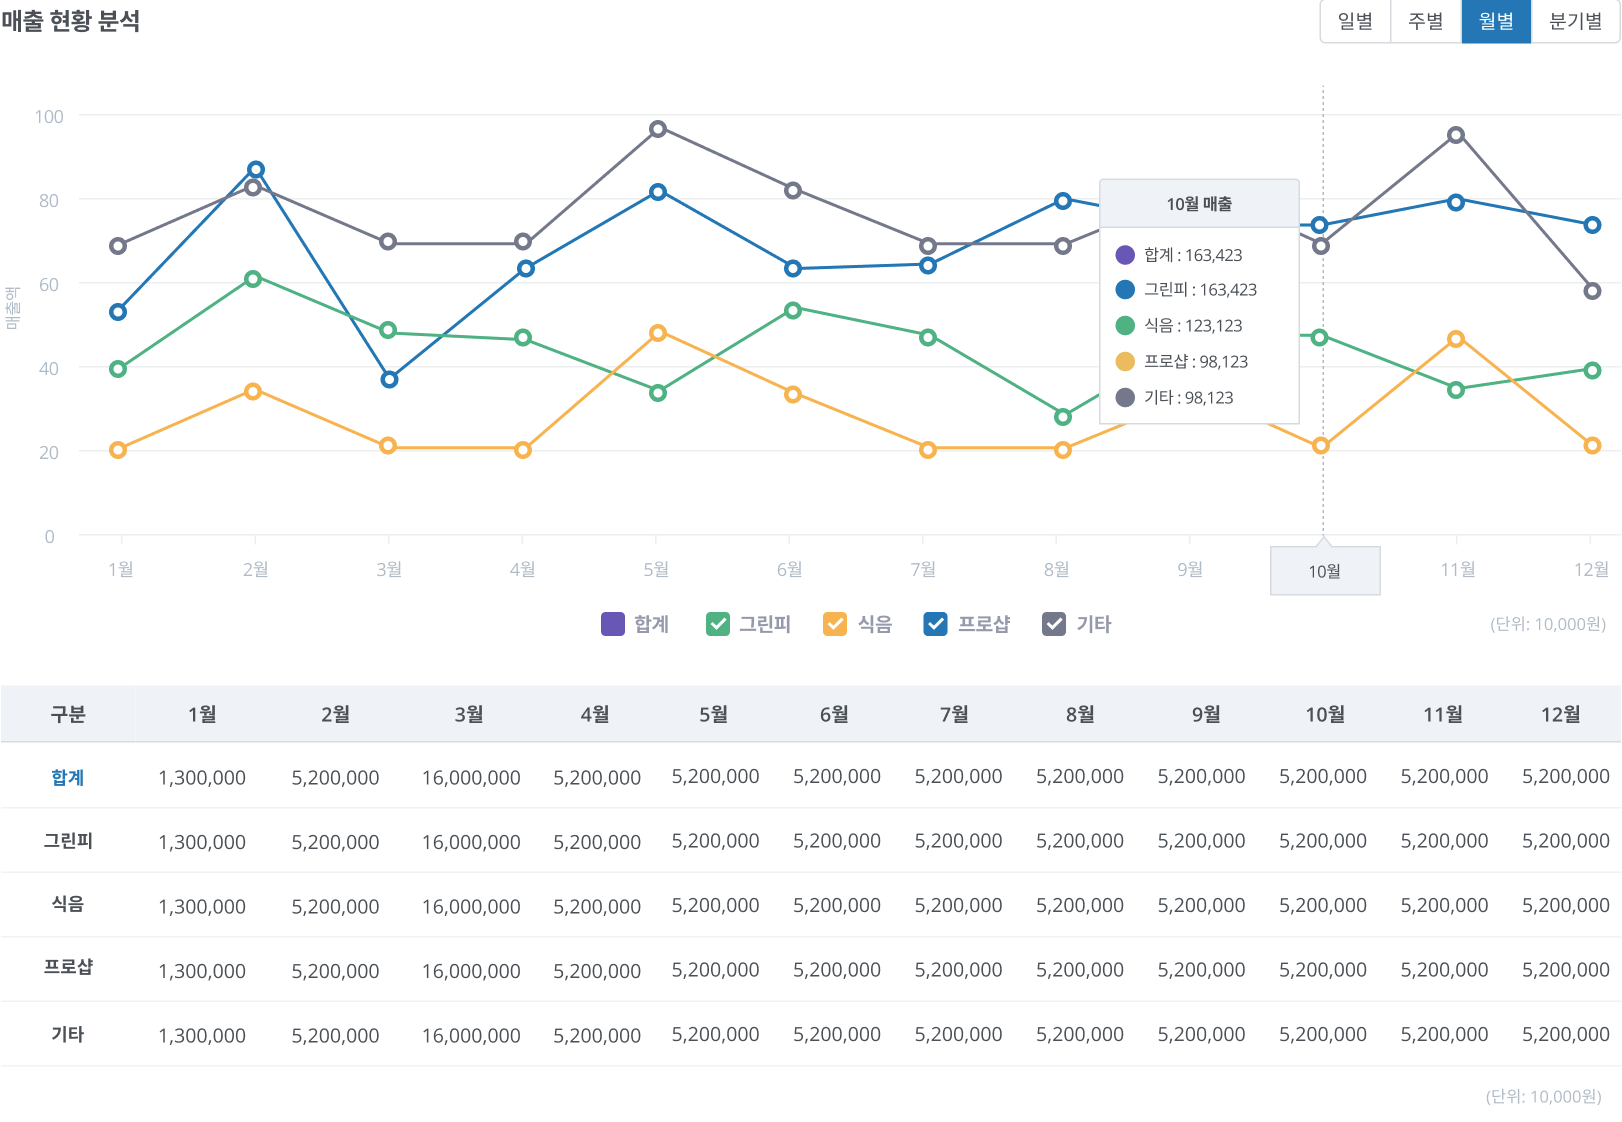 매출 현황 분석
일별 주별 월별 분기별
100
80
60
40
20
0
매출액
10월 매출
합계 : 163,423
그린피 : 163,423
식음 : 123,123
프로샵 : 98,123
기타 : 98,123
1월 2월 3월 4월 5월 6월 7월 8월 9월 10월 11월 12월
합계 그린피 식음 프로샵 기타
(단위: 10,000원)
구분 1월 2월 3월 4월 5월 6월 7월 8월 9월 10월 11월 12월
합계 1,300,000 5,200,000 16,000,000 5,200,000 5,200,000 5,200,000 5,200,000 5,200,000 5,200,000 5,200,000 5,200,000 5,200,000
그린피 1,300,000 5,200,000 16,000,000 5,200,000 5,200,000 5,200,000 5,200,000 5,200,000 5,200,000 5,200,000 5,200,000 5,200,000
식음 1,300,000 5,200,000 16,000,000 5,200,000 5,200,000 5,200,000 5,200,000 5,200,000 5,200,000 5,200,000 5,200,000 5,200,000
프로샵 1,300,000 5,200,000 16,000,000 5,200,000 5,200,000 5,200,000 5,200,000 5,200,000 5,200,000 5,200,000 5,200,000 5,200,000
기타 1,300,000 5,200,000 16,000,000 5,200,000 5,200,000 5,200,000 5,200,000 5,200,000 5,200,000 5,200,000 5,200,000 5,200,000
(단위: 10,000원)